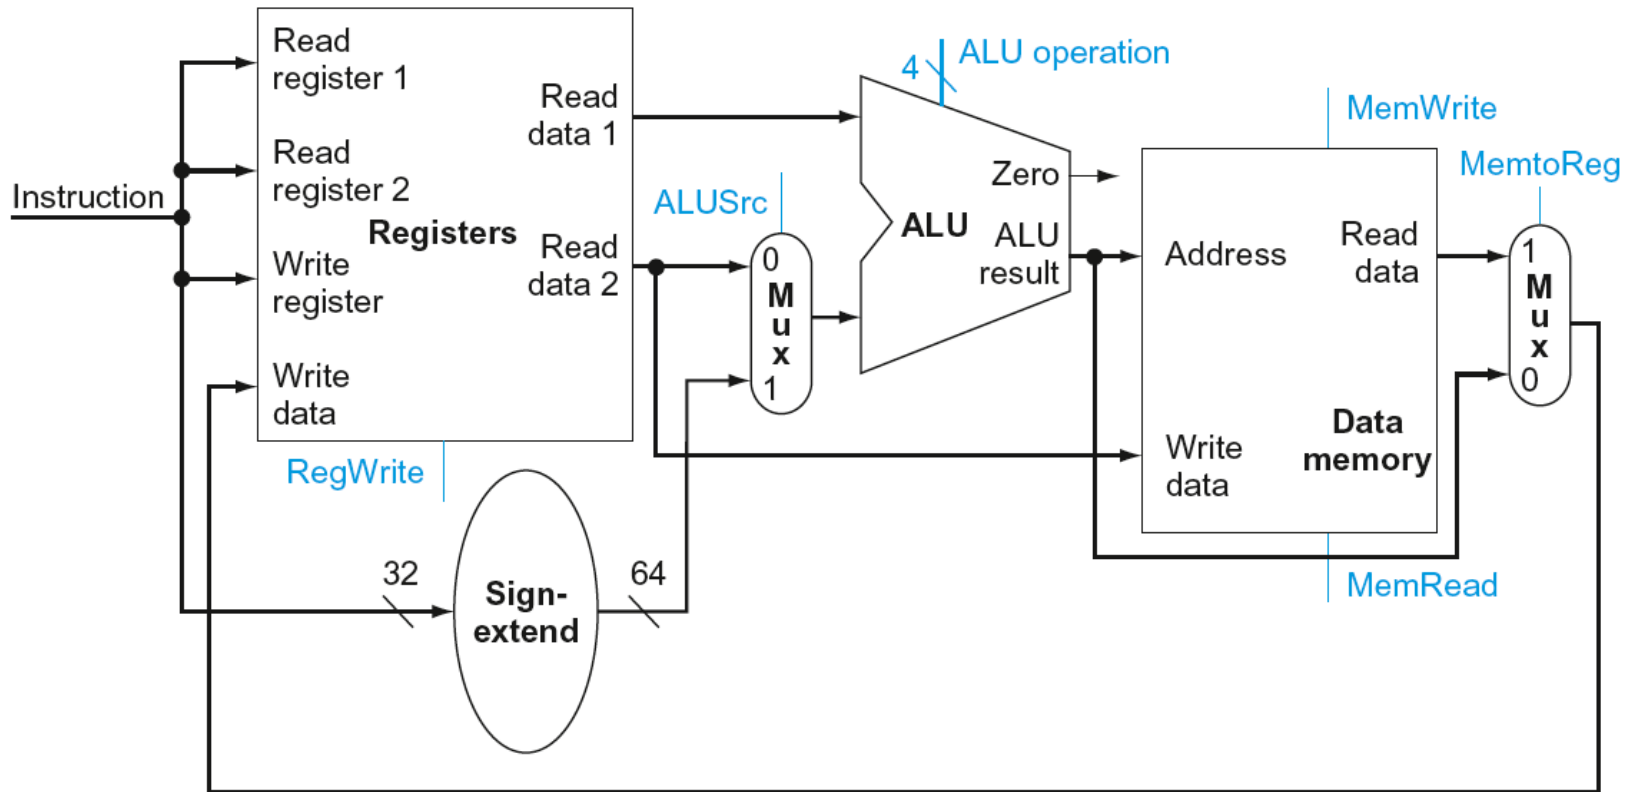 Instruction
Read
register 1
Read
register 2
Registers
Write
register
Write
data
Read
data 1
Read
data 2
RegWrite
32
Sign-
extend
64
ALUSrc
0
M
u
x
1
4
ALU operation
Zero
ALU
ALU
result
MemWrite
Address
Read
data
Write
data
Data
memory
MemRead
MemtoReg
1
M
u
x
0